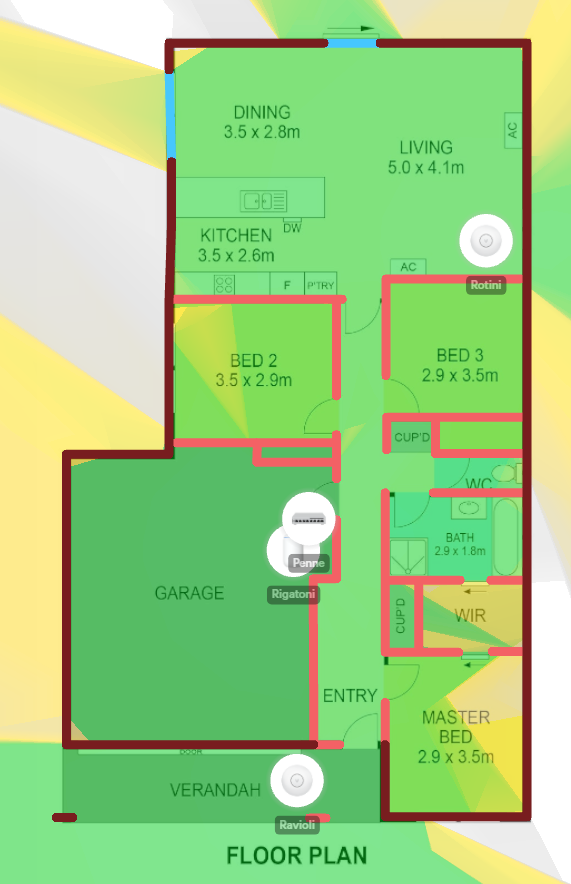 DINING
3.5 x 2.8m
AC
LIVING
5.0 x 4.1m
DW
KITCHEN
3.5 x 2.6m
AC
F
P'TRY
Rotini
BED 2
3.5 x 2.9m
BED 3
2.9 x 3.5m
CUP'D
WC
BATH
2.9 x 1.8m
Penne
Rigatoni
GARAGE
CUP'D
WIR
ENTRY
MASTER
BED
2.9 x 3.5m
DOOR
VERANDAH
Ravioli
FLOOR PLAN